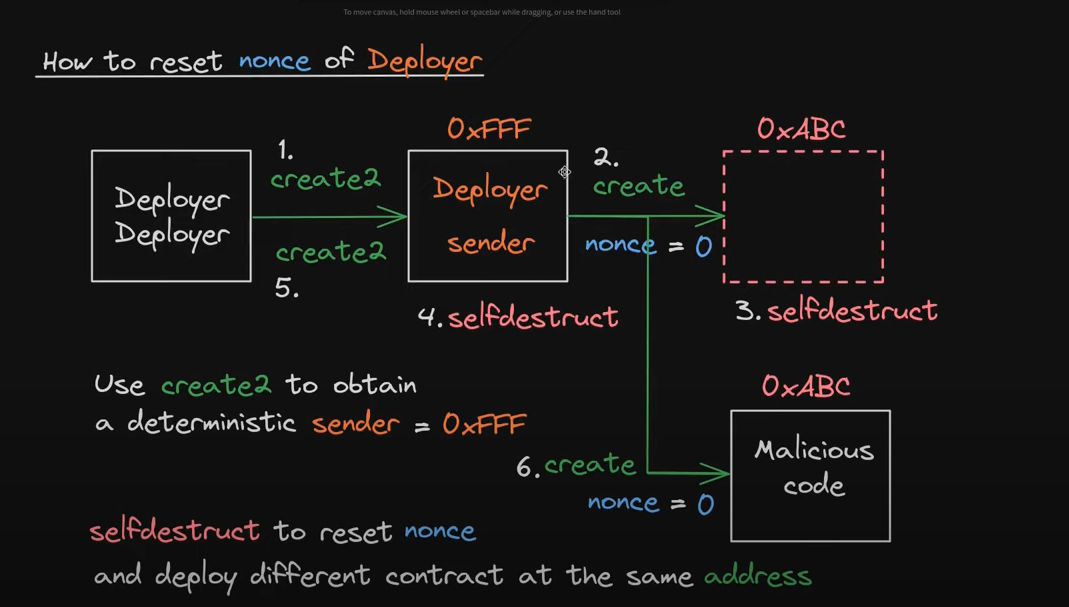 To move canvas, hold mouse wheel or spacebar while dragging, or use the hand tool
How to reset nonce of Deployer
0xFFF
0xABC
1.
create2
2.
create
Deployer
Deployer
Deployer
sender
create2
5.
nonce = 0
4. selfdestruct
3. selfdestruct
Use create2 to obtain
a deterministic sender = 0xFFF
0xABC
Malicious
code
6. create
nonce = 0
selfdestruct to reset nonce
and deploy different contract at the same address